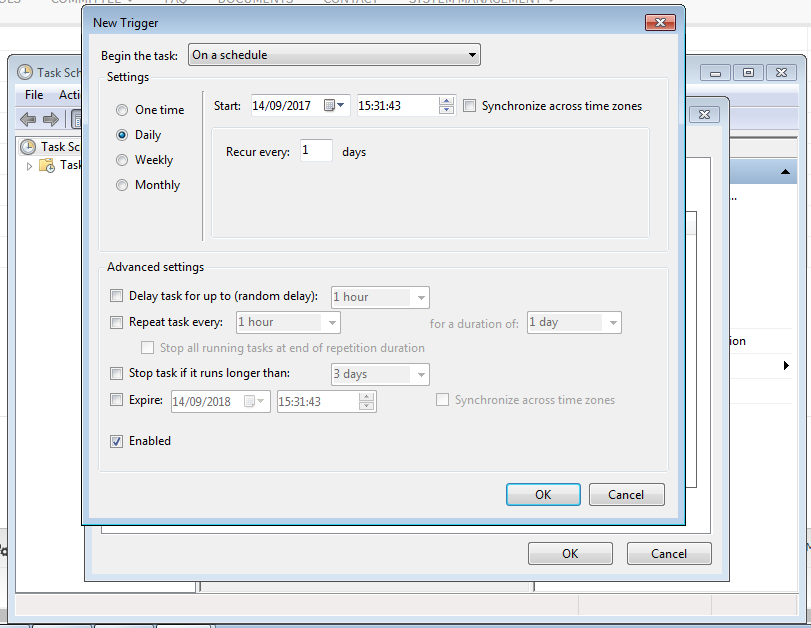 COMMITTEE FAQ DOCUMENTS CONTACT SYSTEM MANAGEMENT
New Trigger
Begin the task: On a schedule
Settings
One time
Daily
Weekly
Monthly
Start: 14/09/2017 15:31:43 Synchronize across time zones
Recur every: 1 days
Advanced settings
Delay task for up to (random delay): 1 hour
Repeat task every: 1 hour for a duration of: 1 day
Stop all running tasks at end of repetition duration
Stop task if it runs longer than: 3 days
Expire: 14/09/2018 15:31:43 Synchronize across time zones
Enabled
OK Cancel
OK Cancel
Task Sch
File Acti
Task Sc
Task
...
ion